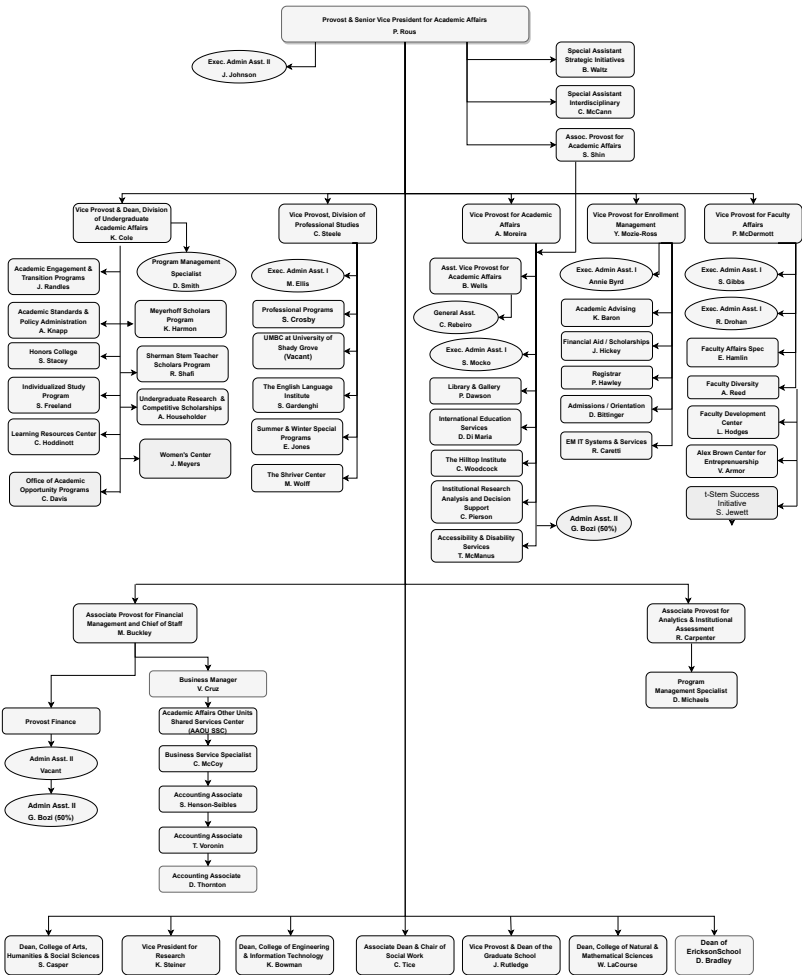 Provost & Senior Vice President for Academic Affairs
P. Rous
Exec. Admin Asst. II
J. Johnson
Special Assistant
Strategic Initiatives
B. Waltz
Special Assistant
Interdisciplinary
C. McCann
Assoc. Provost for
Academic Affairs
S. Shin
Vice Provost & Dean, Division
of Undergraduate
Academic Affairs
K. Cole
Program Management
Specialist
D. Smith
Academic Engagement &
Transition Programs
J. Randles
Academic Standards &
Policy Administration
A. Knapp
Honors College
S. Stacey
Individualized Study
Program
S. Freeland
Learning Resources Center
C. Hoddinott
Office of Academic
Opportunity Programs
C. Davis
Meyerhoff Scholars
Program
K. Harmon
Sherman Stem Teacher
Scholars Program
R. Shafi
Undergraduate Research &
Competitive Scholarships
A. Householder
Women's Center
J. Meyers
Vice Provost, Division of
Professional Studies
C. Steele
Exec. Admin Asst. I
M. Ellis
Professional Programs
S. Crosby
UMBC at University of
Shady Grove
(Vacant)
The English Language
Institute
S. Gardenghi
Summer & Winter Special
Programs
E. Jones
The Shriver Center
M. Wolff
Vice Provost for Academic
Affairs
A. Moreira
Asst. Vice Provost for
Academic Affairs
B. Wells
General Asst.
C. Rebeiro
Exec. Admin Asst. I
S. Mocko
Library & Gallery
P. Dawson
International Education
Services
D. Di Maria
The Hilltop Institute
C. Woodcock
Institutional Research
Analysis and Decision
Support
C. Pierson
Accessibility & Disability
Services
T. McManus
Admin Asst. II
G. Bozi (50%)
Vice Provost for Enrollment
Management
Y. Mozie-Ross
Exec. Admin Asst. I
Annie Byrd
Academic Advising
K. Baron
Financial Aid / Scholarships
J. Hickey
Registrar
P. Hawley
Admissions / Orientation
D. Bittinger
EM IT Systems & Services
R. Caretti
Vice Provost for Faculty
Affairs
P. McDermott
Exec. Admin Asst. I
S. Gibbs
Exec. Admin Asst. I
R. Drohan
Faculty Affairs Spec
E. Hamlin
Faculty Diversity
A. Reed
Faculty Development
Center
L. Hodges
Alex Brown Center for
Entreprenuership
V. Armor
t-Stem Success
Initiative
S. Jewett
Associate Provost for Financial
Management and Chief of Staff
M. Buckley
Provost Finance
Admin Asst. II
Vacant
Admin Asst. II
G. Bozi (50%)
Business Manager
V. Cruz
Academic Affairs Other Units
Shared Services Center
(AAOU SSC)
Business Service Specialist
C. McCoy
Accounting Associate
S. Henson-Seibles
Accounting Associate
T. Voronin
Accounting Associate
D. Thornton
Associate Provost for
Analytics & Institutional
Assessment
R. Carpenter
Program
Management Specialist
D. Michaels
Dean, College of Arts,
Humanities & Social Sciences
S. Casper
Vice President for
Research
K. Steiner
Dean, College of Engineering
& Information Technology
K. Bowman
Associate Dean & Chair of
Social Work
C. Tice
Vice Provost & Dean of the
Graduate School
J. Rutledge
Dean, College of Natural &
Mathematical Sciences
W. LaCourse
Dean of
EricksonSchool
D. Bradley